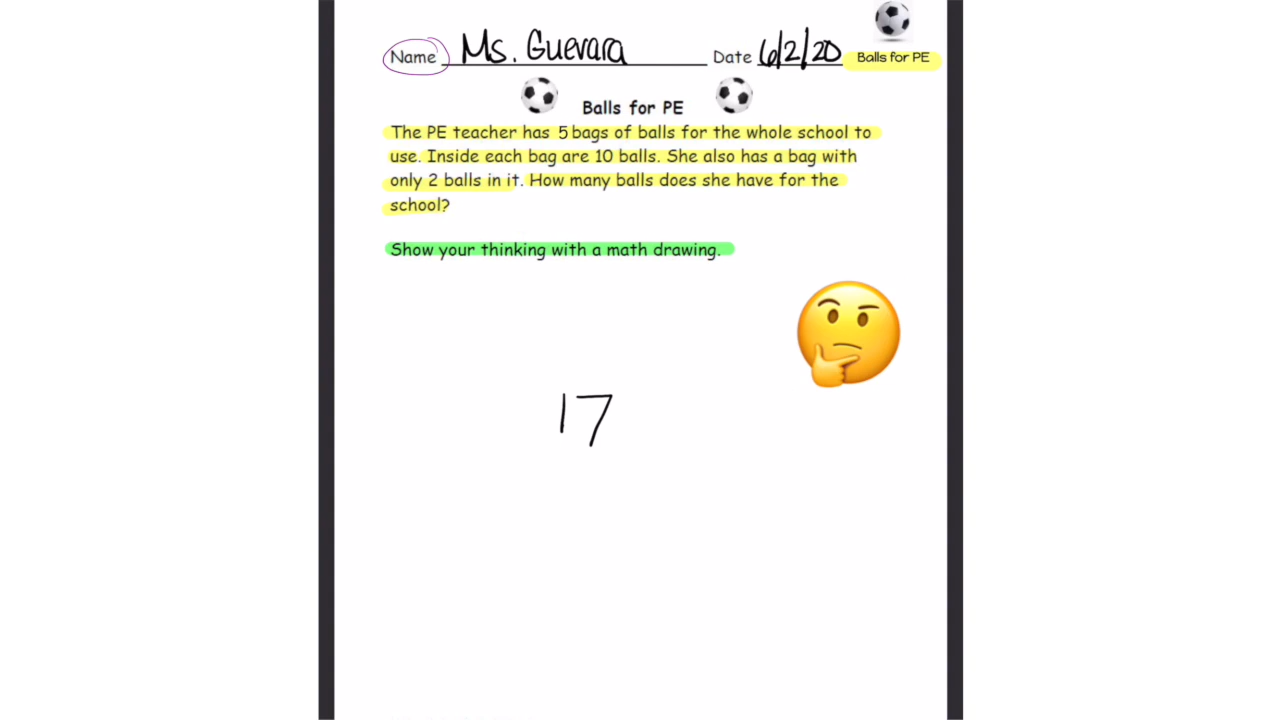 Name Ms. Guevara Date 6/2/20 Balls for PE
Balls for PE
The PE teacher has 5 bags of balls for the whole school to
use. Inside each bag are 10 balls. She also has a bag with
only 2 balls in it. How many balls does she have for the
school?
Show your thinking with a math drawing.
17